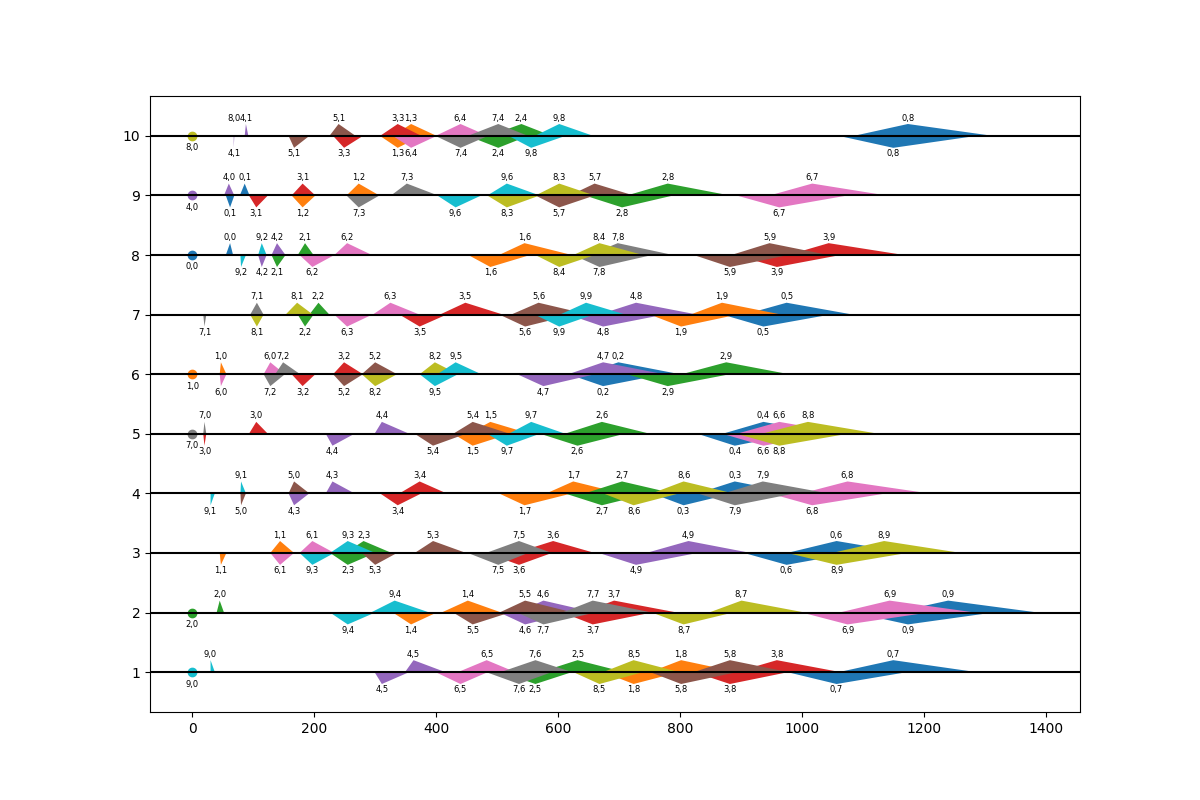 8,0 4,1 5,1 3,3 1,3 6,4 7,4 2,4 9,8 0,8
10
8,0 4,1 5,1 3,3 1,3 6,4 7,4 2,4 9,8 0,8
4,0 0,1 3,1 1,2 7,3 9,6 8,3 5,7 2,8 6,7
9
4,0 0,1 3,1 1,2 7,3 9,6 8,3 5,7 2,8 6,7
0,0 9,2 4,2 2,1 6,2 1,6 8,4 7,8 5,9 3,9
8
0,0 9,2 4,2 2,1 6,2 1,6 8,4 7,8 5,9 3,9
7,1 8,1 2,2 6,3 3,5 5,6 9,9 4,8 1,9 0,5
7
7,1 8,1 2,2 6,3 3,5 5,6 9,9 4,8 1,9 0,5
1,0 6,0 7,2 3,2 5,2 8,2 9,5 4,7 0,2 2,9
6
1,0 6,0 7,2 3,2 5,2 8,2 9,5 4,7 0,2 2,9
7,0 3,0 4,4 5,4 1,5 9,7 2,6 0,4 6,6 8,8
5
7,0 3,0 4,4 5,4 1,5 9,7 2,6 0,4 6,6 8,8
9,1 5,0 4,3 3,4 1,7 2,7 8,6 0,3 7,9 6,8
4
9,1 5,0 4,3 3,4 1,7 2,7 8,6 0,3 7,9 6,8
1,1 6,1 9,3 2,3 5,3 7,5 3,6 4,9 0,6 8,9
3
1,1 6,1 9,3 2,3 5,3 7,5 3,6 4,9 0,6 8,9
2,0 9,4 1,4 5,5 4,6 7,7 3,7 8,7 6,9 0,9
2
2,0 9,4 1,4 5,5 4,6 7,7 3,7 8,7 6,9 0,9
9,0 4,5 6,5 7,6 2,5 8,5 1,8 5,8 3,8 0,7
1
9,0 4,5 6,5 7,6 2,5 8,5 1,8 5,8 3,8 0,7
0 200 400 600 800 1000 1200 1400